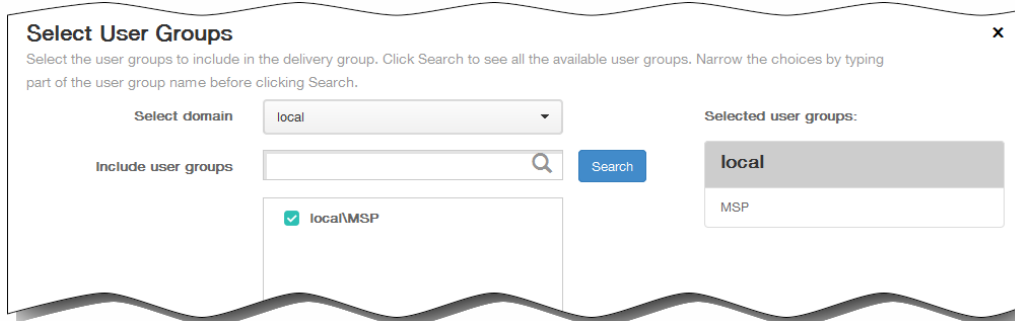 Select User Groups
Select the user groups to include in the delivery group. Click Search to see all the available user groups. Narrow the choices by typing
part of the user group name before clicking Search.
Select domain
local
Selected user groups:
Include user groups
Search
local
MSP
local\MSP